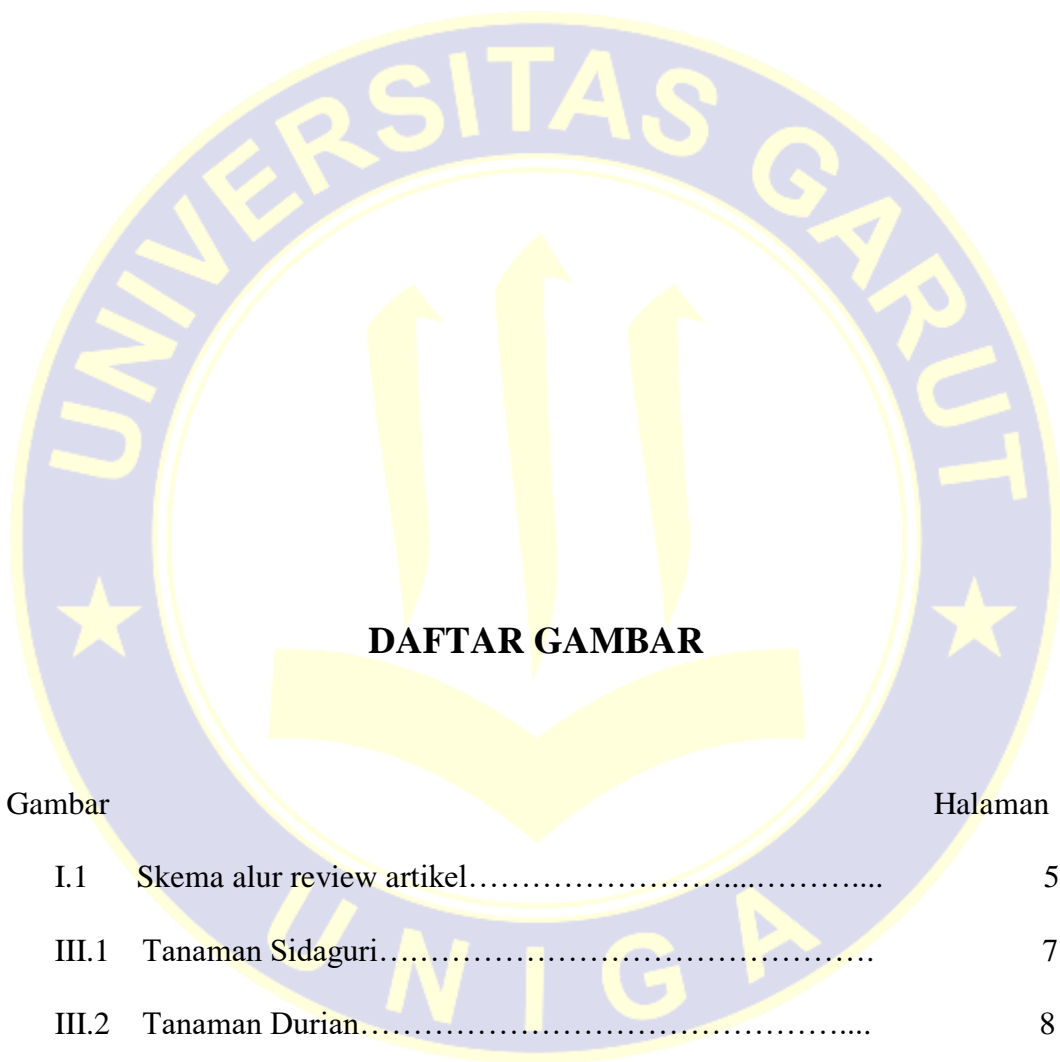 UNIVERSITAS GARUT
DAFTAR GAMBAR
Gambar Halaman
I.1 Skema alur review artikel……………………....……….... 5
III.1 Tanaman Sidaguri………………………………………. 7
III.2 Tanaman Durian……………………………………….... 8
UNIGA